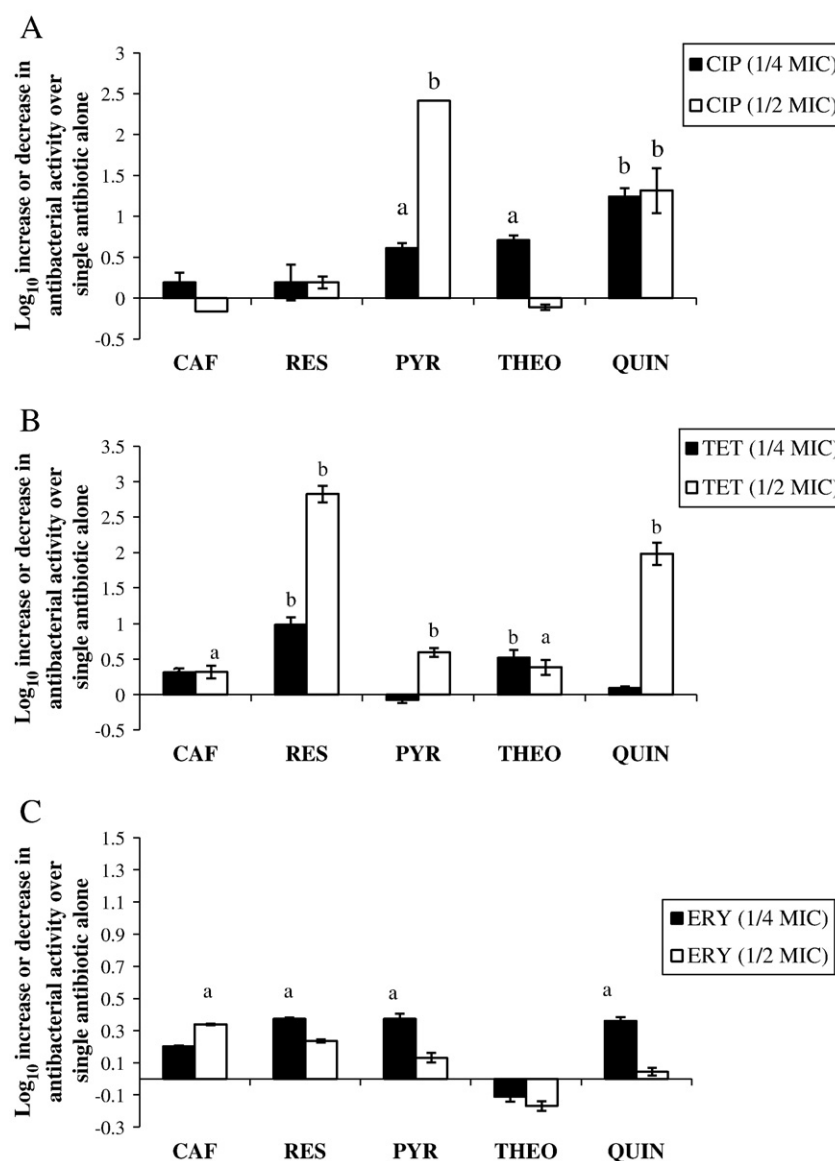 A
Log10 increase or decrease in
antibacterial activity over
single antibiotic alone
3
2.5
2
1.5
1
0.5
0
-0.5
a
b
a
b
b
CAF RES PYR THEO QUIN
CIP (1/4 MIC)
CIP (1/2 MIC)
B
Log10 increase or decrease in
antibacterial activity over
single antibiotic alone
3.5
3
2.5
2
1.5
1
0.5
0
-0.5
a
b
b
b
b
a
b
CAF RES PYR THEO QUIN
TET (1/4 MIC)
TET (1/2 MIC)
C
Log10 increase or decrease in
antibacterial activity over
single antibiotic alone
1.5
1.3
1.1
0.9
0.7
0.5
0.3
0.1
-0.1
-0.3
a
a
a
a
CAF RES PYR THEO QUIN
ERY (1/4 MIC)
ERY (1/2 MIC)